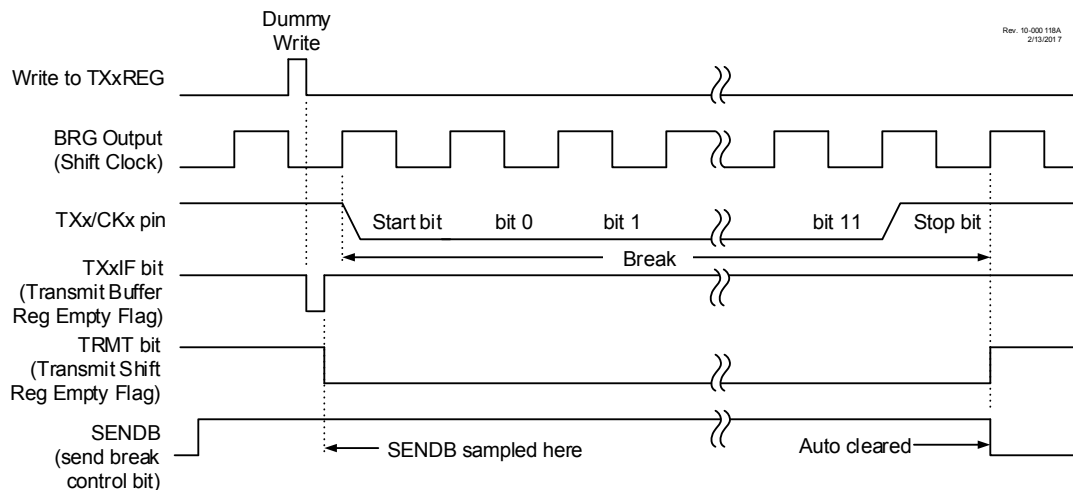 Dummy
Write
Rev. 10-000118A
2/13/2017
Write to TXxREG
BRG Output
(Shift Clock)
TXx/CKx pin
Start bit
bit 0
bit 1
bit 11
Stop bit
Break
TXxIF bit
(Transmit Buffer
Reg Empty Flag)
TRMT bit
(Transmit Shift
Reg Empty Flag)
SENDB
(send break
control bit)
SENDB sampled here
Auto cleared